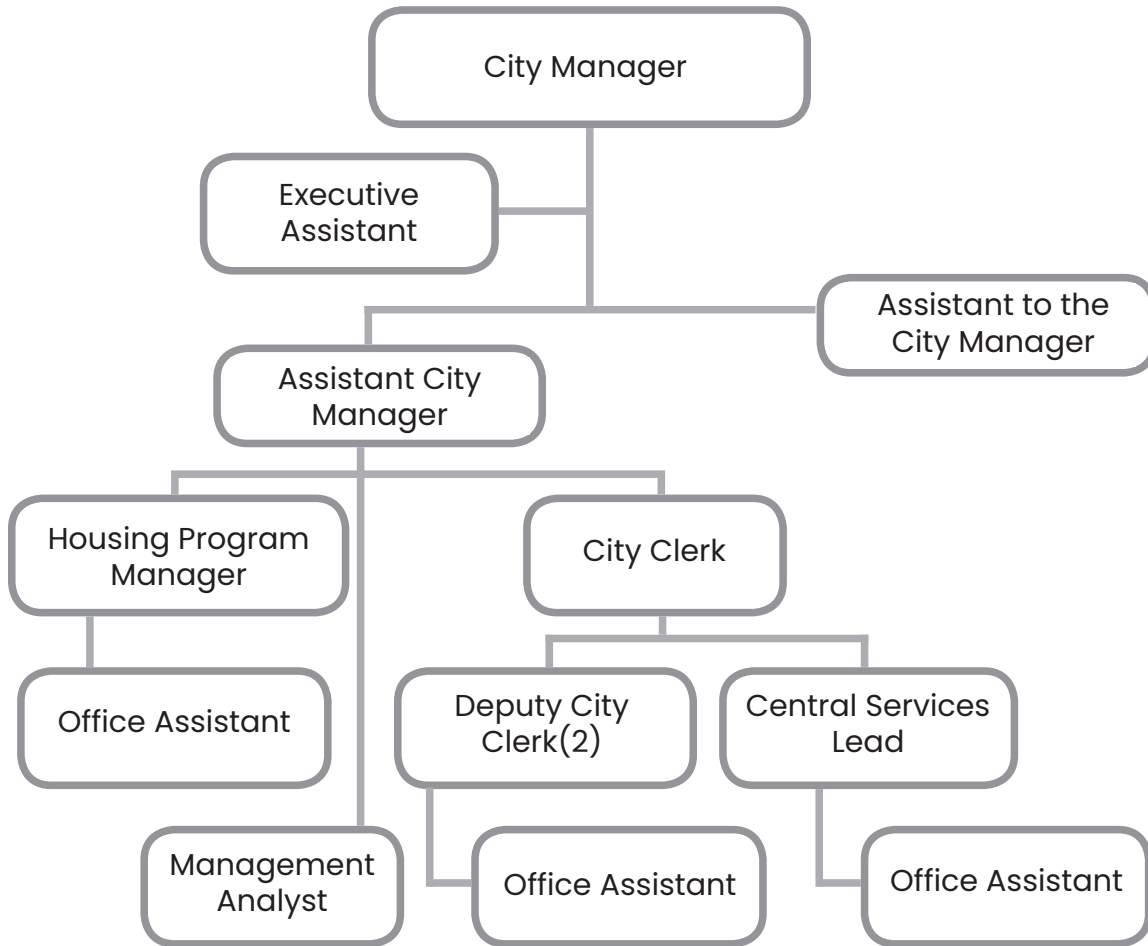 City Manager
Executive
Assistant
Assistant to the
City Manager
Assistant City
Manager
Housing Program
Manager
City Clerk
Office Assistant
Deputy City
Clerk(2)
Central Services
Lead
Management
Analyst
Office Assistant
Office Assistant